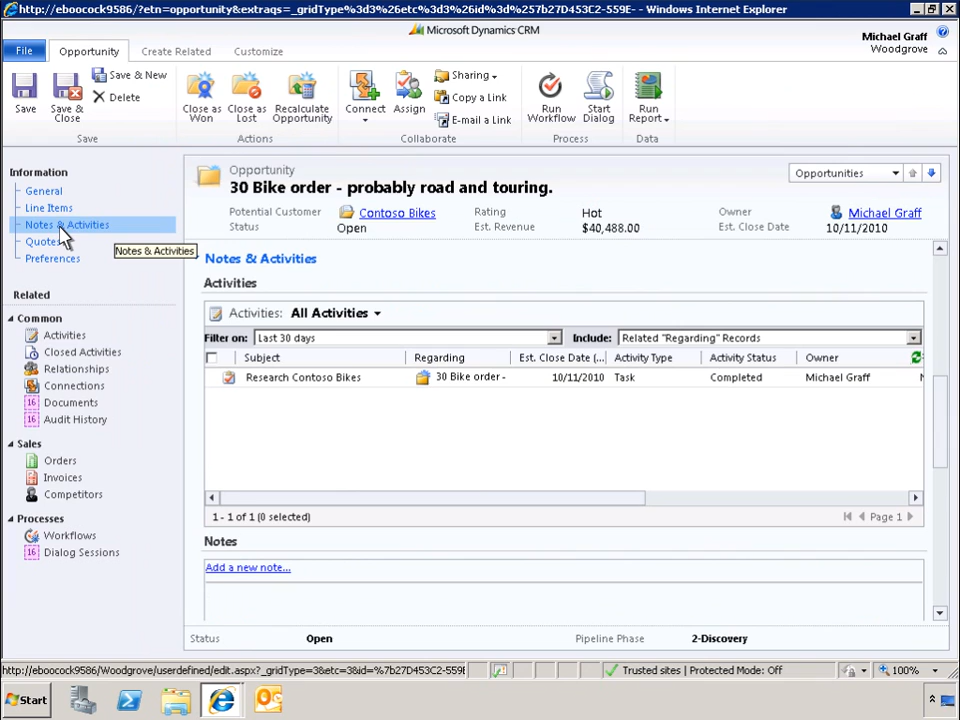 http://eboocock9586/?etn=opportunity&extraqs=_gridType%3d3%26etc%3d3%26id%3d%7b27D453C2-559E- - Windows Internet Explorer
Microsoft Dynamics CRM
Michael Graff
Woodgrove
File
Opportunity
Create Related
Customize
Save
Save & Close
Save & New
Delete
Close as Won
Close as Lost
Recalculate Opportunity
Connect
Assign
Sharing
Copy a Link
E-mail a Link
Run Workflow
Start Dialog
Run Report
Save
Actions
Collaborate
Process
Data
Information
General
Line Items
Notes & Activities
Quotes
Preferences
Notes & Activities
Related
Common
Activities
Closed Activities
Relationships
Connections
16 Documents
16 Audit History
Sales
Orders
Invoices
Competitors
Processes
Workflows
16 Dialog Sessions
Opportunity
30 Bike order - probably road and touring.
Opportunities
Potential Customer Contoso Bikes Rating Hot Owner Michael Graff
Status Open Est. Revenue $40,488.00 Est. Close Date 10/11/2010
Notes & Activities
Activities
Activities: All Activities
Filter on: Last 30 days Include: Related "Regarding" Records
Subject Regarding Est. Close Date (... Activity Type Activity Status Owner
Research Contoso Bikes 30 Bike order - 10/11/2010 Task Completed Michael Graff
1 - 1 of 1 (0 selected) Page 1
Notes
Add a new note...
Status Open Pipeline Phase 2-Discovery
http://eboocock9586/Woodgrove/userdefined/edit.aspx?_gridType=3&etc=3&id=%7b27D453C2-559E
Trusted sites | Protected Mode: Off
100%
Start